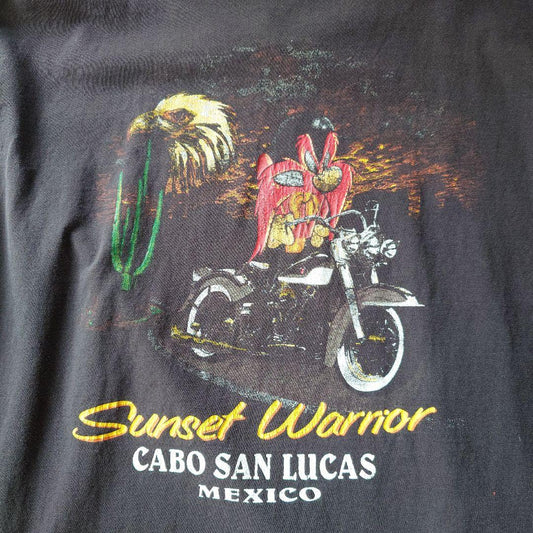 Sunset Warrior
CABO SAN LUCAS
MEXICO